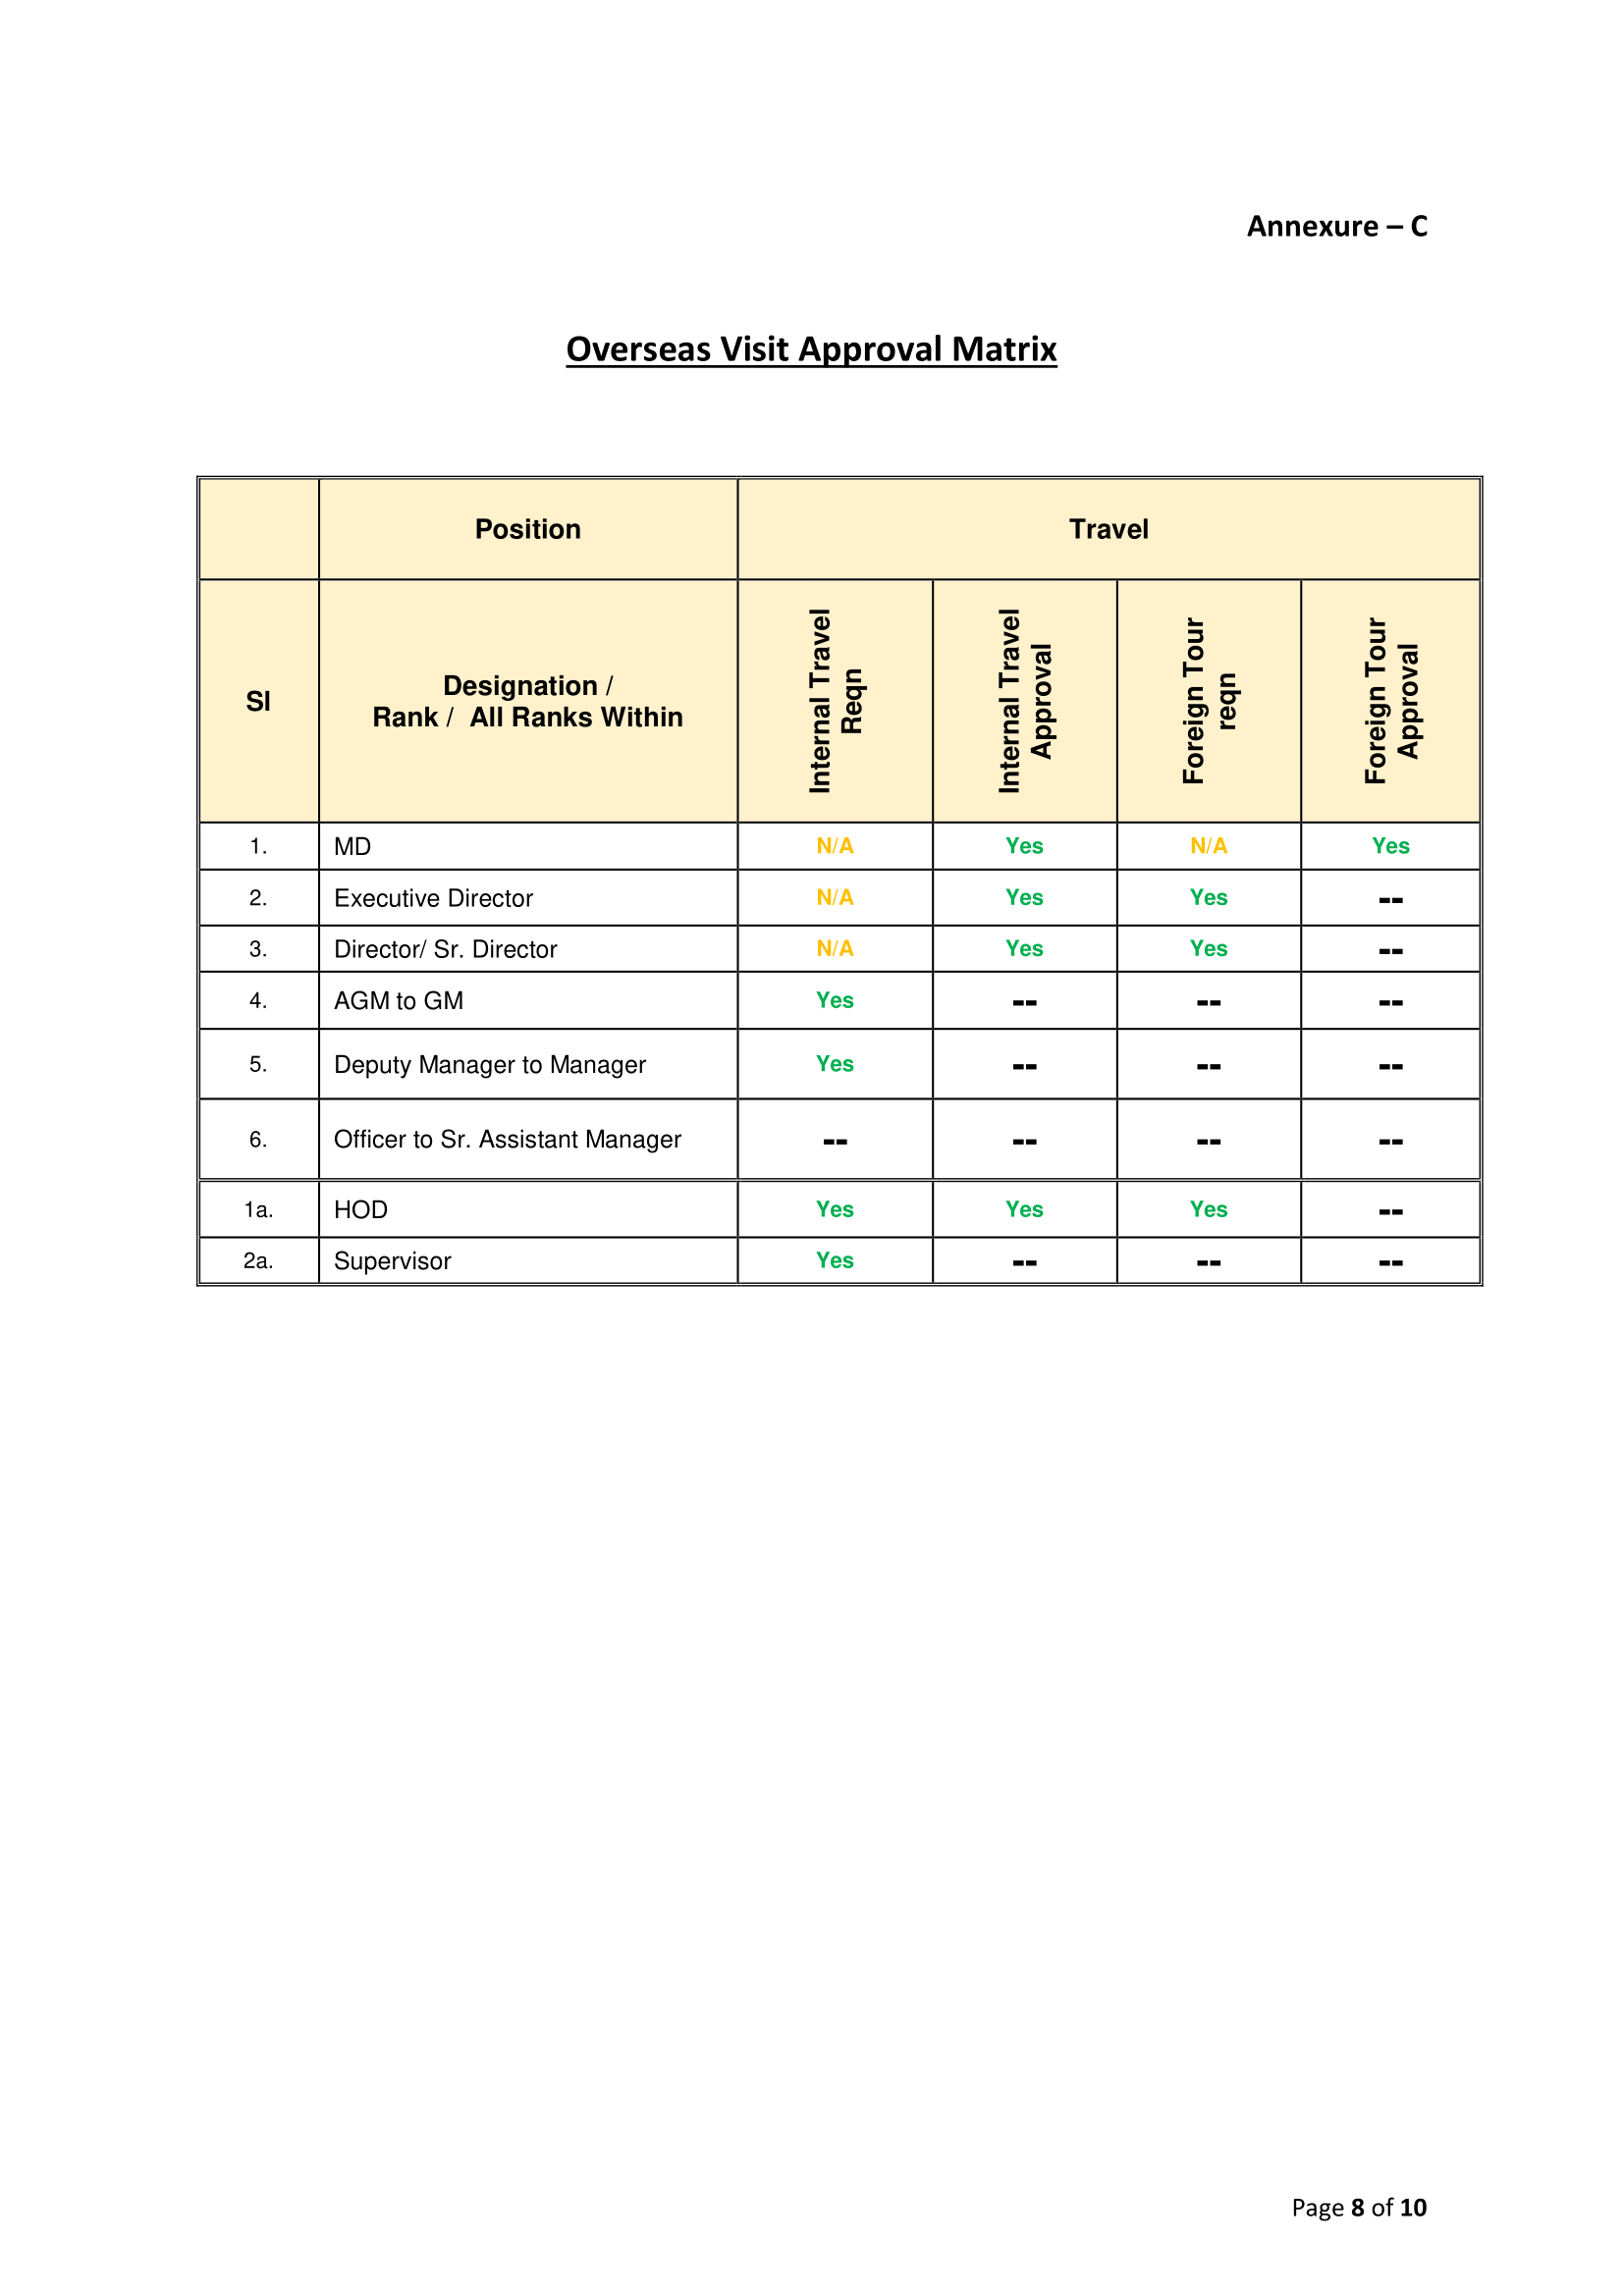 Annexure – C
Overseas Visit Approval Matrix
Position Travel
Sl
Designation /
Rank / All Ranks Within
Internal Travel
Reqn
Internal Travel
Approval
Foreign Tour
reqn
Foreign Tour
Approval
1. MD N/A Yes N/A Yes
2. Executive Director N/A Yes Yes --
3. Director/ Sr. Director N/A Yes Yes --
4. AGM to GM Yes -- -- --
5. Deputy Manager to Manager Yes -- -- --
6. Officer to Sr. Assistant Manager -- -- -- --
1a. HOD Yes Yes Yes --
2a. Supervisor Yes -- -- --
Page 8 of 10